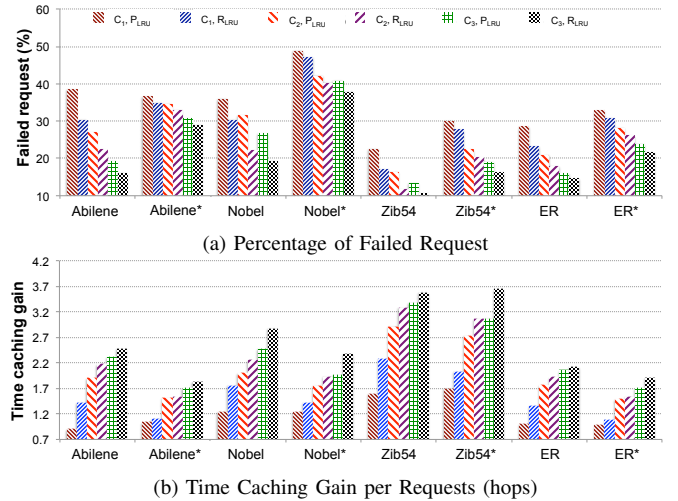 60
C1, PLRU
C1, RLRU
C2, PLRU
C2, RLRU
C3, PLRU
C3, RLRU
50
40
30
20
10
Failed request (%)
Abilene
Abilene*
Nobel
Nobel*
Zib54
Zib54*
ER
ER*
(a) Percentage of Failed Request
4.2
3.7
3.2
2.7
2.2
1.7
1.2
0.7
Time caching gain
Abilene
Abilene*
Nobel
Nobel*
Zib54
Zib54*
ER
ER*
(b) Time Caching Gain per Requests (hops)